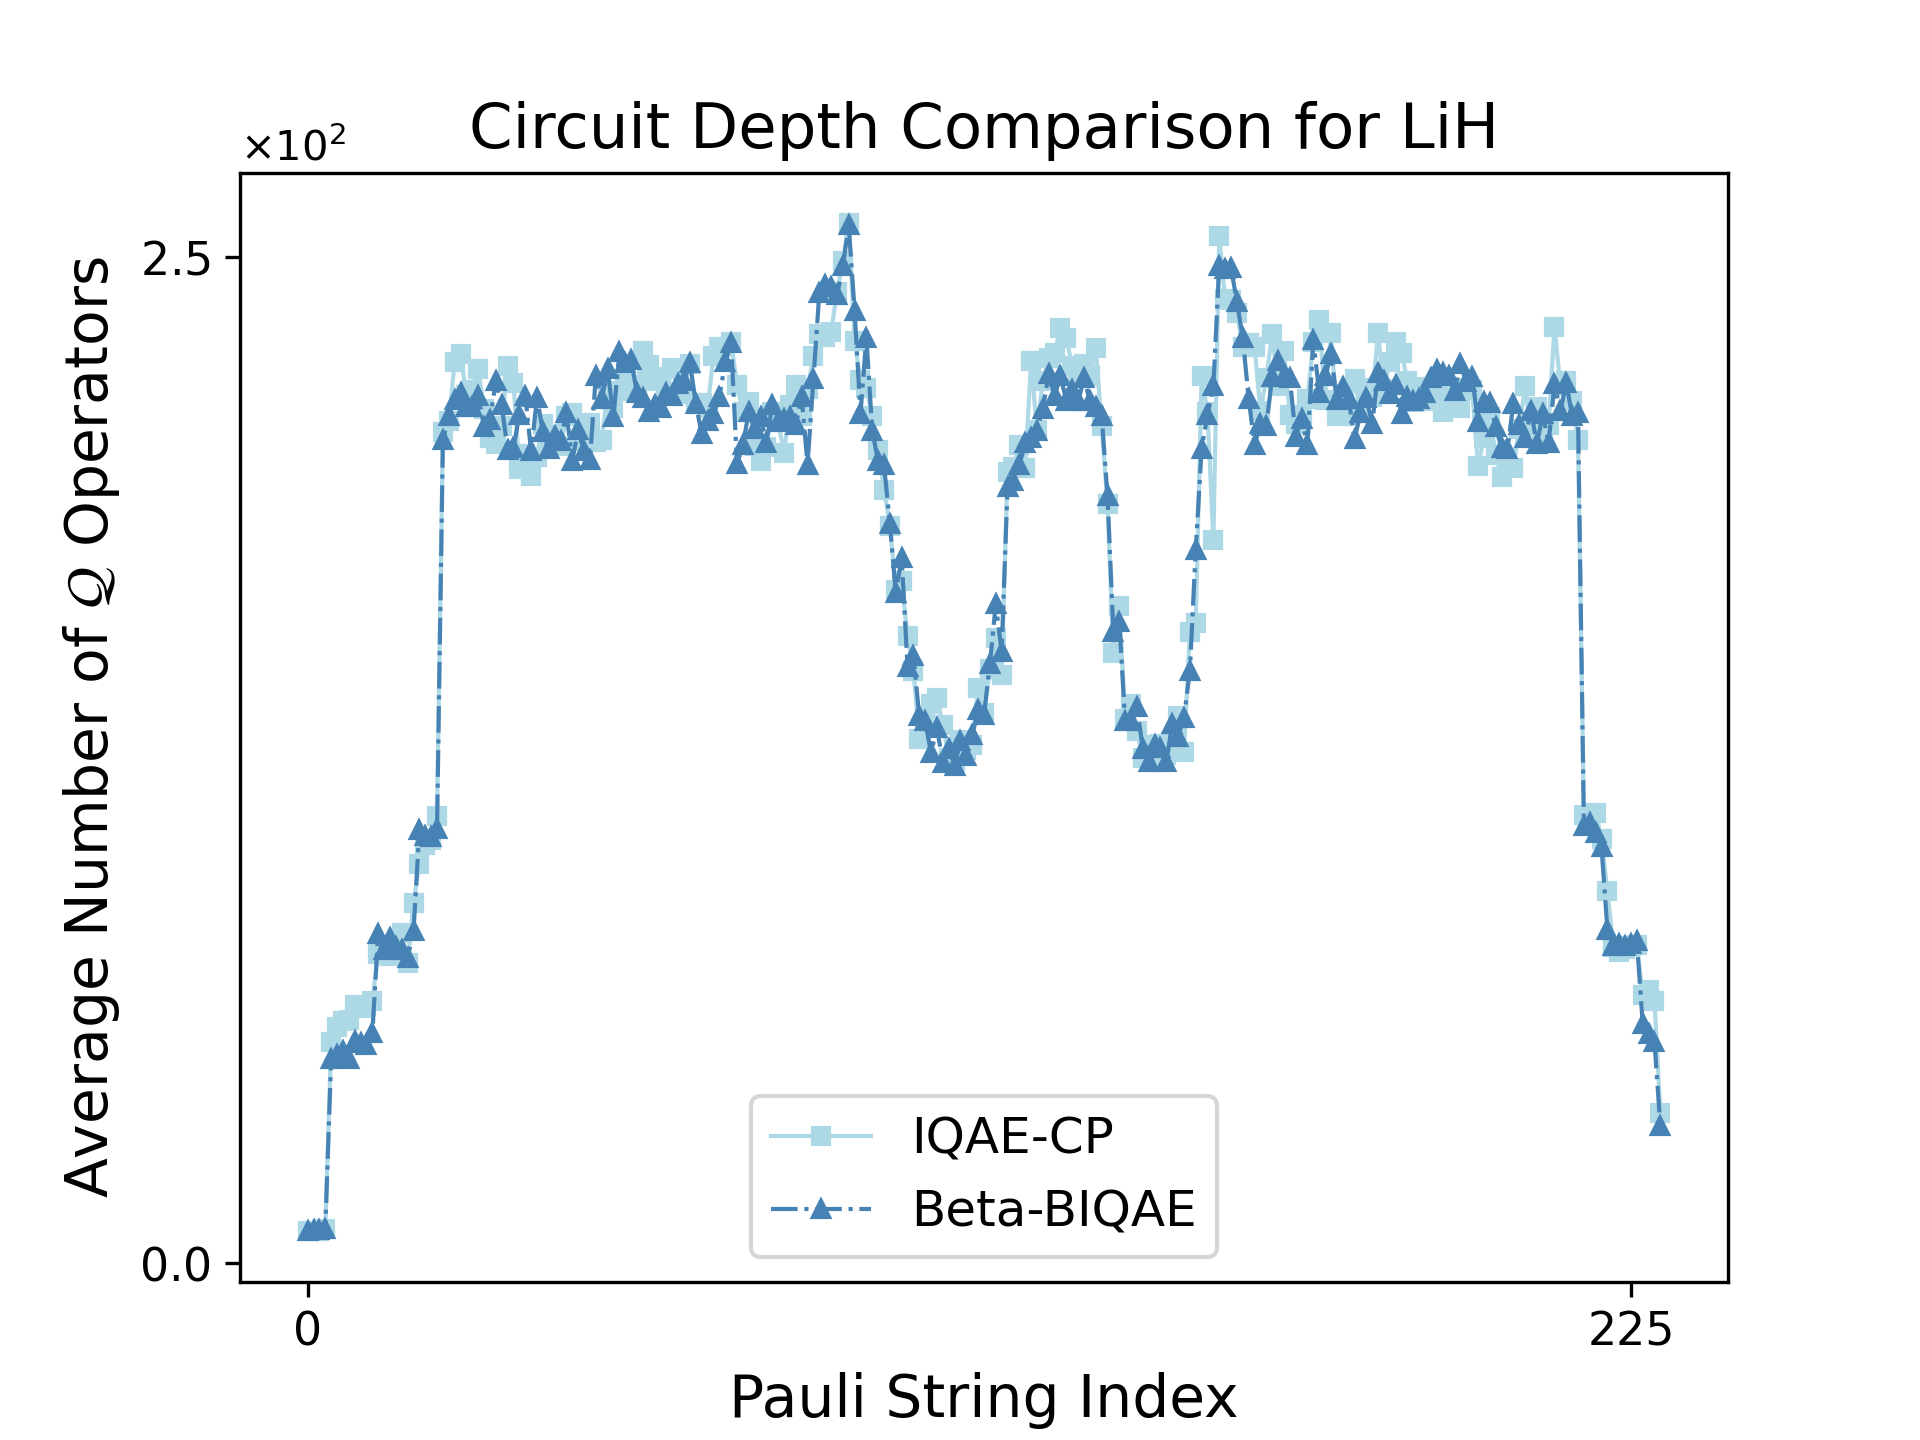 Circuit Depth Comparison for LiH
×10²
2.5
0.0
Average Number of 𝒬 Operators
IQAE-CP
Beta-BIQAE
0 225
Pauli String Index